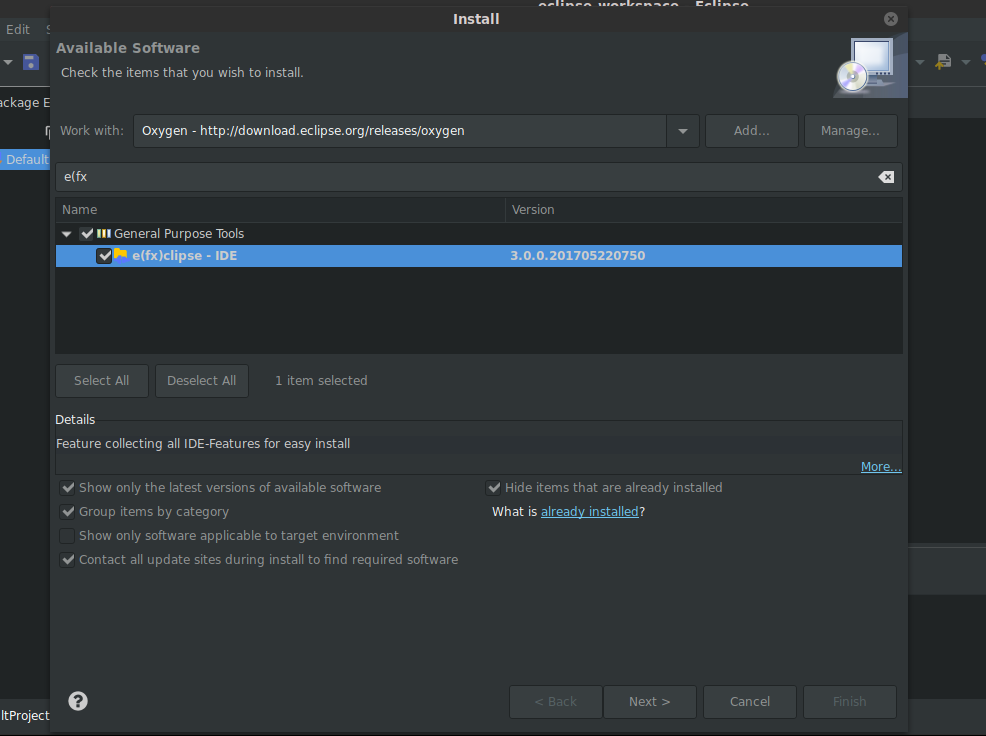 eclipse-workspace - Eclipse
Install
Edit
Available Software
Check the items that you wish to install.
ackage E
Work with:
Oxygen - http://download.eclipse.org/releases/oxygen
Add...
Manage...
Default
e(fx
Name
Version
General Purpose Tools
e(fx)clipse - IDE
3.0.0.201705220750
Select All
Deselect All
1 item selected
Details
Feature collecting all IDE-Features for easy install
More...
Show only the latest versions of available software
Hide items that are already installed
Group items by category
What is already installed?
Show only software applicable to target environment
Contact all update sites during install to find required software
?
< Back
Next >
Cancel
Finish
ltProject